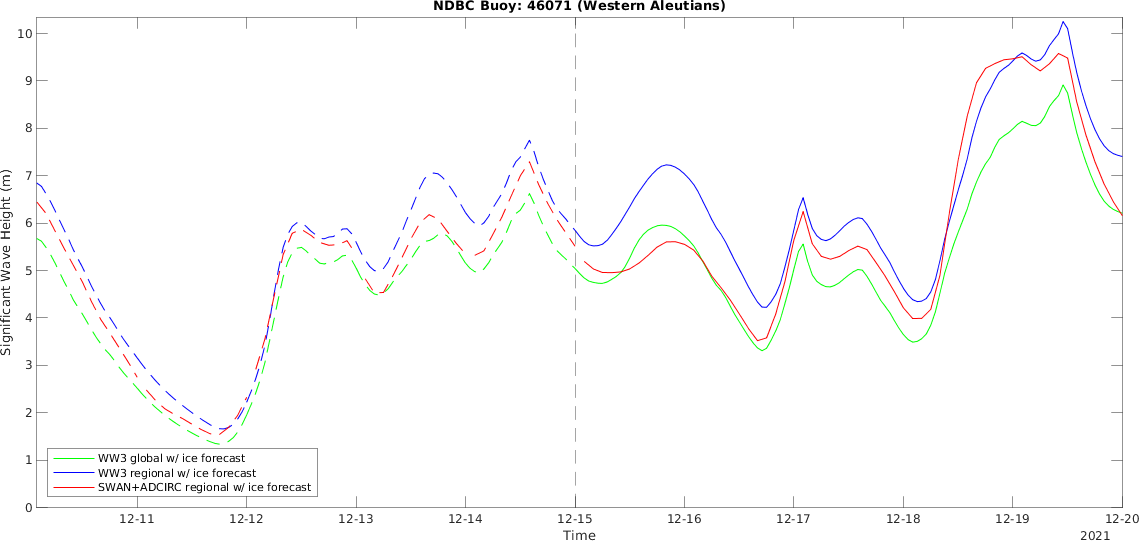 NDBC Buoy: 46071 (Western Aleutians)
10
9
8
7
6
5
4
3
2
1
0
Significant Wave Height (m)
WW3 global w/ ice forecast
WW3 regional w/ ice forecast
SWAN+ADCIRC regional w/ ice forecast
12-11 12-12 12-13 12-14 12-15 12-16 12-17 12-18 12-19 12-20
Time
2021